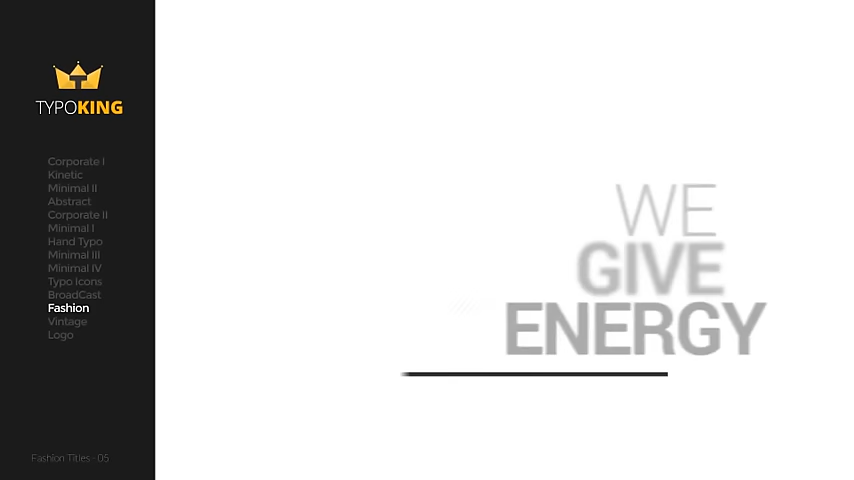 TYPOKING
Corporate I
Kinetic
Minimal II
Abstract
Corporate II
Minimal I
Hand Typo
Minimal III
Minimal IV
Typo Icons
BroadCast
Fashion
Vintage
Logo
Fashion Titles - 05
WE
GIVE
ENERGY